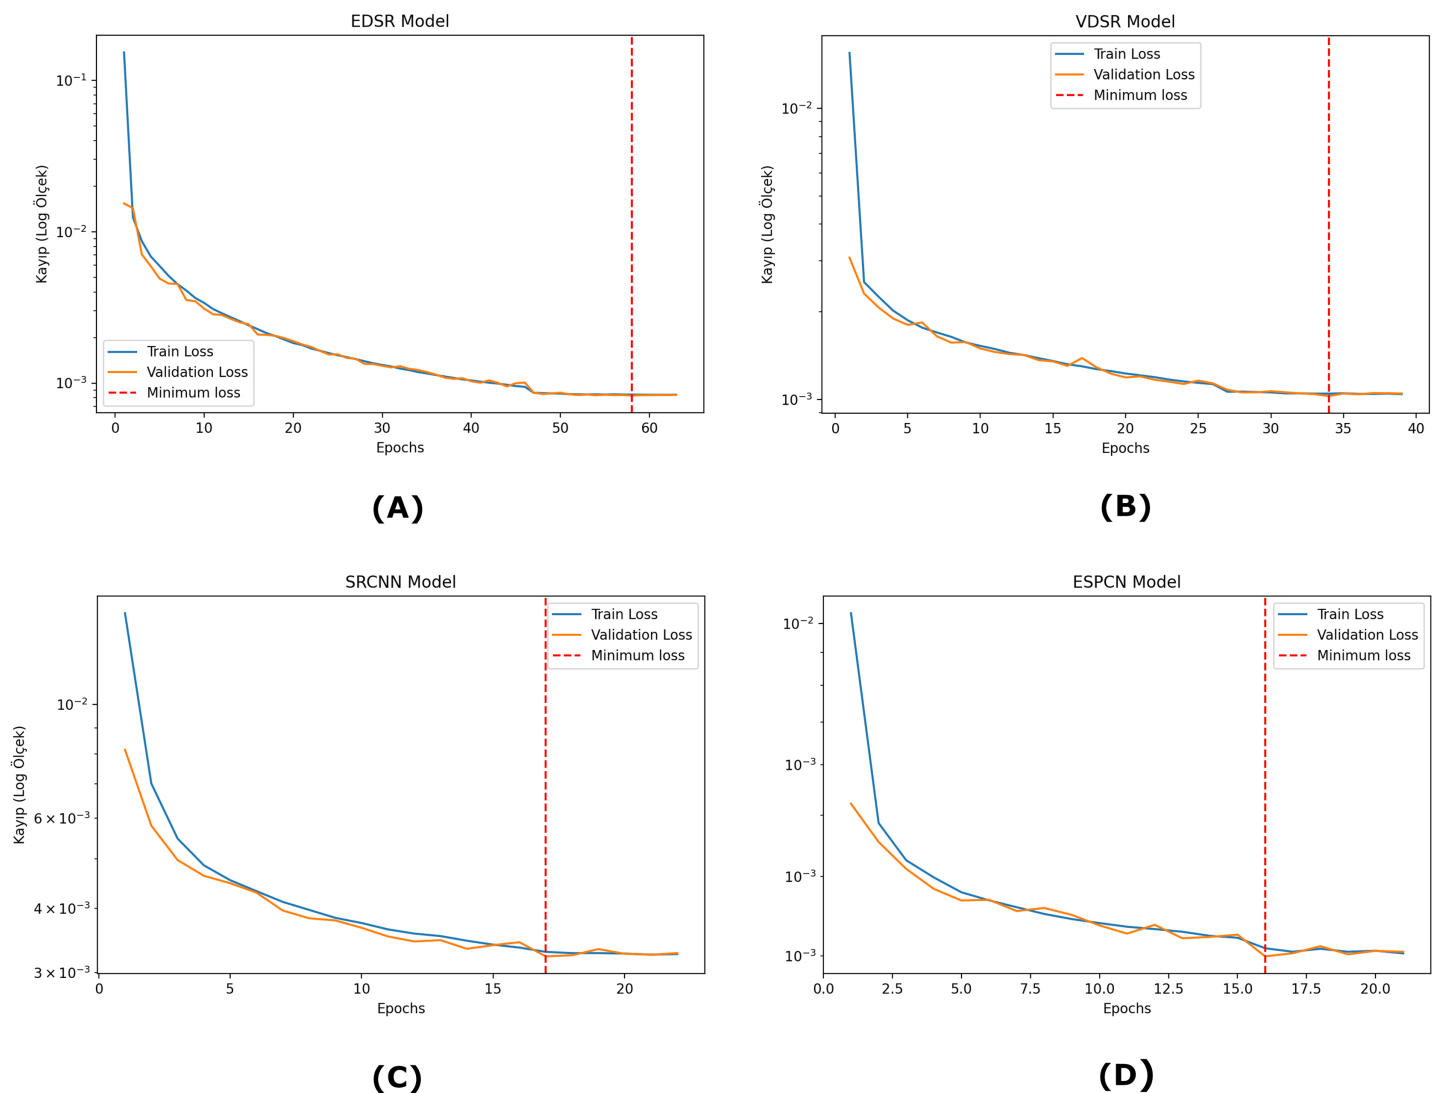 EDSR Model
Kayıp (Log Ölçek)
10⁻¹
10⁻²
10⁻³
Train Loss
Validation Loss
Minimum loss
0 10 20 30 40 50 60
Epochs
(A)
VDSR Model
Kayıp (Log Ölçek)
10⁻²
10⁻³
Train Loss
Validation Loss
Minimum loss
0 5 10 15 20 25 30 35 40
Epochs
(B)
SRCNN Model
Kayıp (Log Ölçek)
10⁻²
6 × 10⁻³
4 × 10⁻³
3 × 10⁻³
Train Loss
Validation Loss
Minimum loss
0 5 10 15 20
Epochs
(C)
ESPCN Model
10⁻²
10⁻³
10⁻³
10⁻³
Train Loss
Validation Loss
Minimum loss
0.0 2.5 5.0 7.5 10.0 12.5 15.0 17.5 20.0
Epochs
(D)